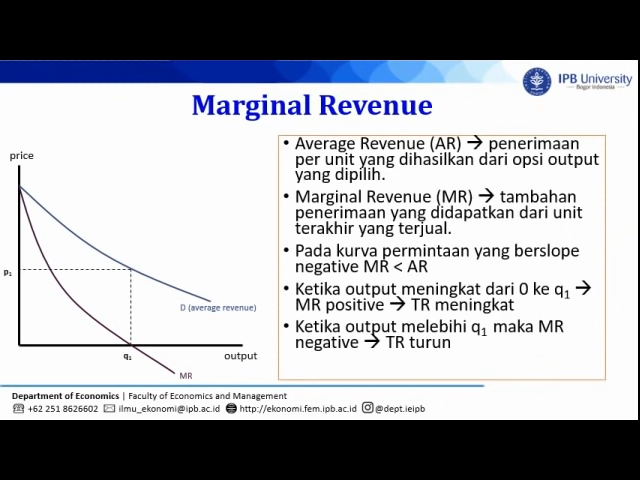 IPB University
Bogor Indonesia
Marginal Revenue
price
p₁
D (average revenue)
q₁
output
MR
• Average Revenue (AR) → penerimaan
per unit yang dihasilkan dari opsi output
yang dipilih.
• Marginal Revenue (MR) → tambahan
penerimaan yang didapatkan dari unit
terakhir yang terjual.
• Pada kurva permintaan yang berslope
negative MR < AR
• Ketika output meningkat dari 0 ke q₁ →
MR positive → TR meningkat
• Ketika output melebihi q₁ maka MR
negative → TR turun
Department of Economics | Faculty of Economics and Management
+62 251 8626602 ilmu_ekonomi@ipb.ac.id http://ekonomi.fem.ipb.ac.id @dept.ieipb